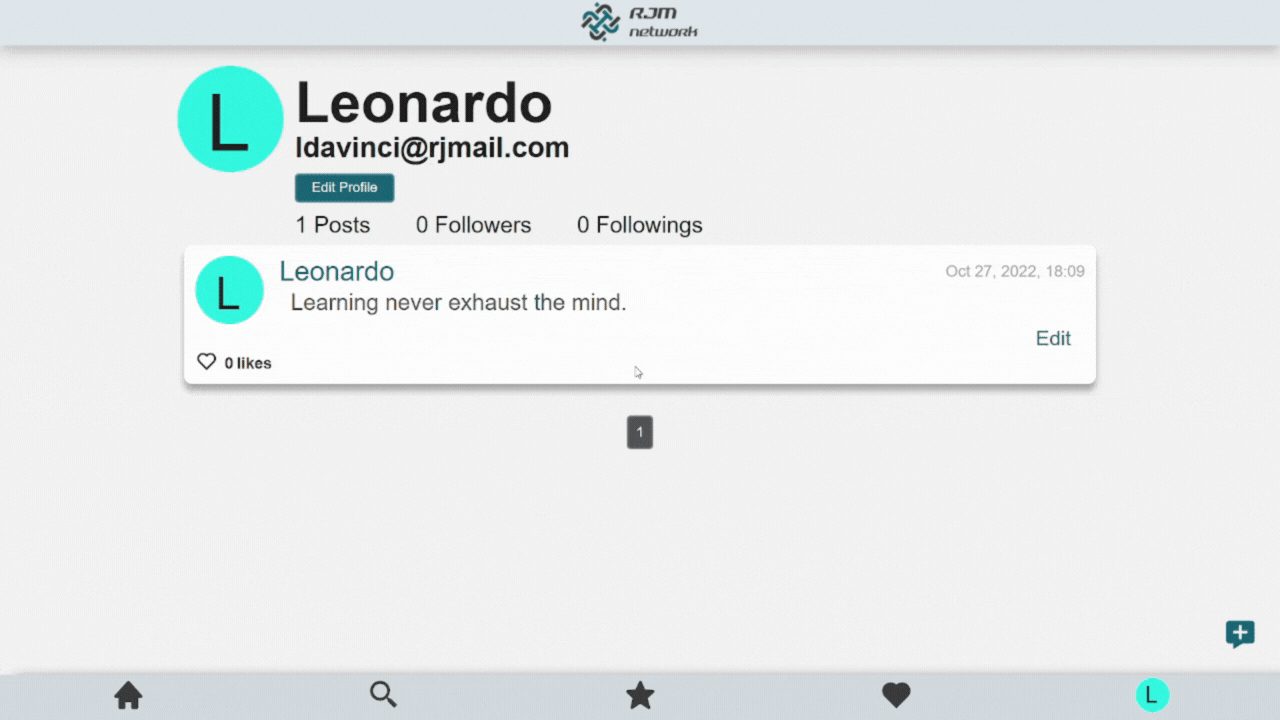 RJM
network
L
Leonardo
ldavinci@rjmail.com
Edit Profile
1 Posts 0 Followers 0 Followings
L
Leonardo
Oct 27, 2022, 18:09
Learning never exhaust the mind.
Edit
0 likes
1
L